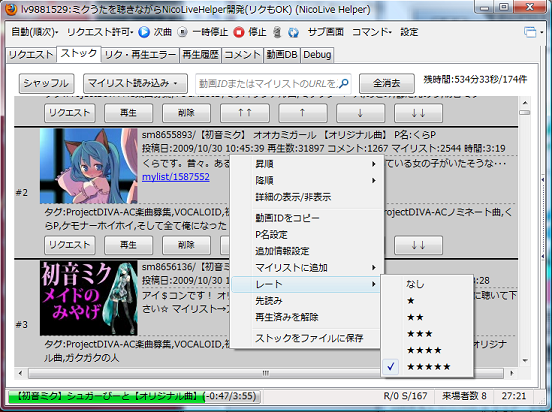 lv9881529:ミクうたを聴きながらNicoLiveHelper開発(リクもOK) (NicoLive Helper)
自動(順次) リクエスト許可 次曲 一時停止 停止 サブ画面 コマンド 設定
リクエスト ストック リク・再生エラー 再生履歴 コメント 動画DB Debug
シャッフル マイリスト読み込み 動画IDまたはマイリストのURLを 全消去 残時間:534分33秒/174件
リクエスト 再生 削除 ↑↑ ↑ ↓ ↓↓
#2
sm8655893/【初音ミク】 オオカミガール 【オリジナル曲】 P名:くらP
投稿日:2009/10/30 10:45:39 再生数:31897 コメント:1267 マイリスト:2544 時間:3:19
くらです。昔々。ある ている女の子がいたそうな・・・
mylist/1587552
タグ:ProjectDIVA-AC楽曲募集,VOCALOID,初 ProjectDIVA-ACノミネート曲,く
らP,ケモナーホイホイ,そして全て俺になった
リクエスト 再生 削除 ↓↓
#3
初音ミク
メイドの
みやげ
sm8656136/【初音ミ
投稿日:2009/10/30 :28
アイ$コンです！ オリ に聴いて下
さい☆ マイリスト→
タグ:ProjectDIVA-AC楽曲募集,VOCALOID
ル曲,ガクガクの人
昇順
降順
詳細の表示/非表示
動画IDをコピー
P名設定
追加情報設定
マイリストに追加
レート
先読み
再生済みを解除
ストックをファイルに保存
なし
★
★★
★★★
★★★★
✓ ★★★★★
【初音ミク】シュガーびーと【オリジナル曲】(-0:47/3:55) R/0 S/167 来場者数 8 27:21